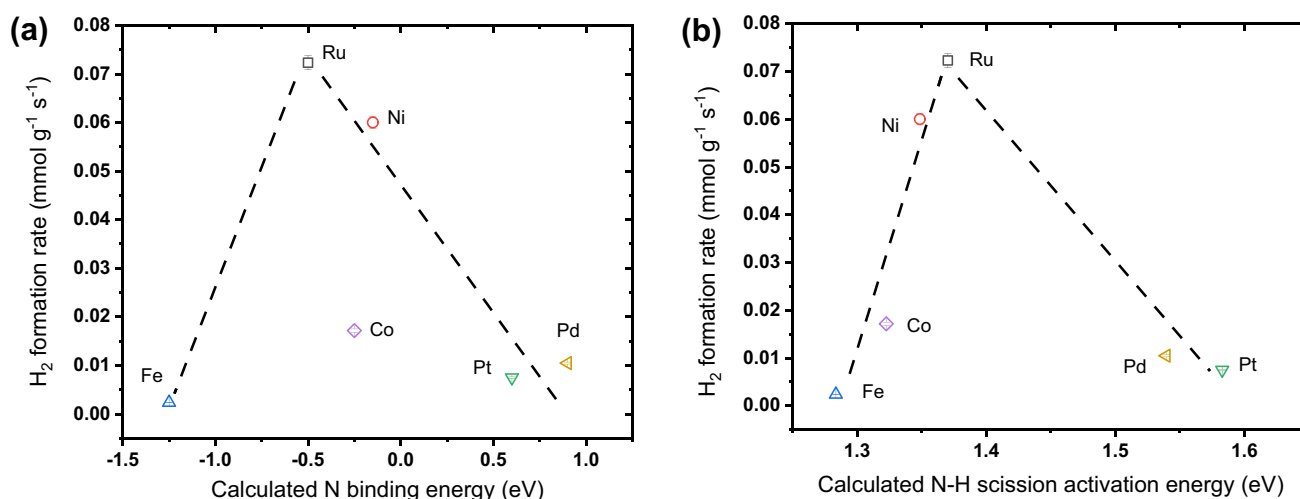 (a)
H₂ formation rate (mmol g⁻¹ s⁻¹)
0.08
0.07
0.06
0.05
0.04
0.03
0.02
0.01
0.00
Ru
Ni
Co
Pd
Pt
Fe
-1.5 -1.0 -0.5 0.0 0.5 1.0
Calculated N binding energy (eV)
(b)
H₂ formation rate (mmol g⁻¹ s⁻¹)
0.08
0.07
0.06
0.05
0.04
0.03
0.02
0.01
0.00
Ru
Ni
Co
Pd
Pt
Fe
1.3 1.4 1.5 1.6
Calculated N-H scission activation energy (eV)